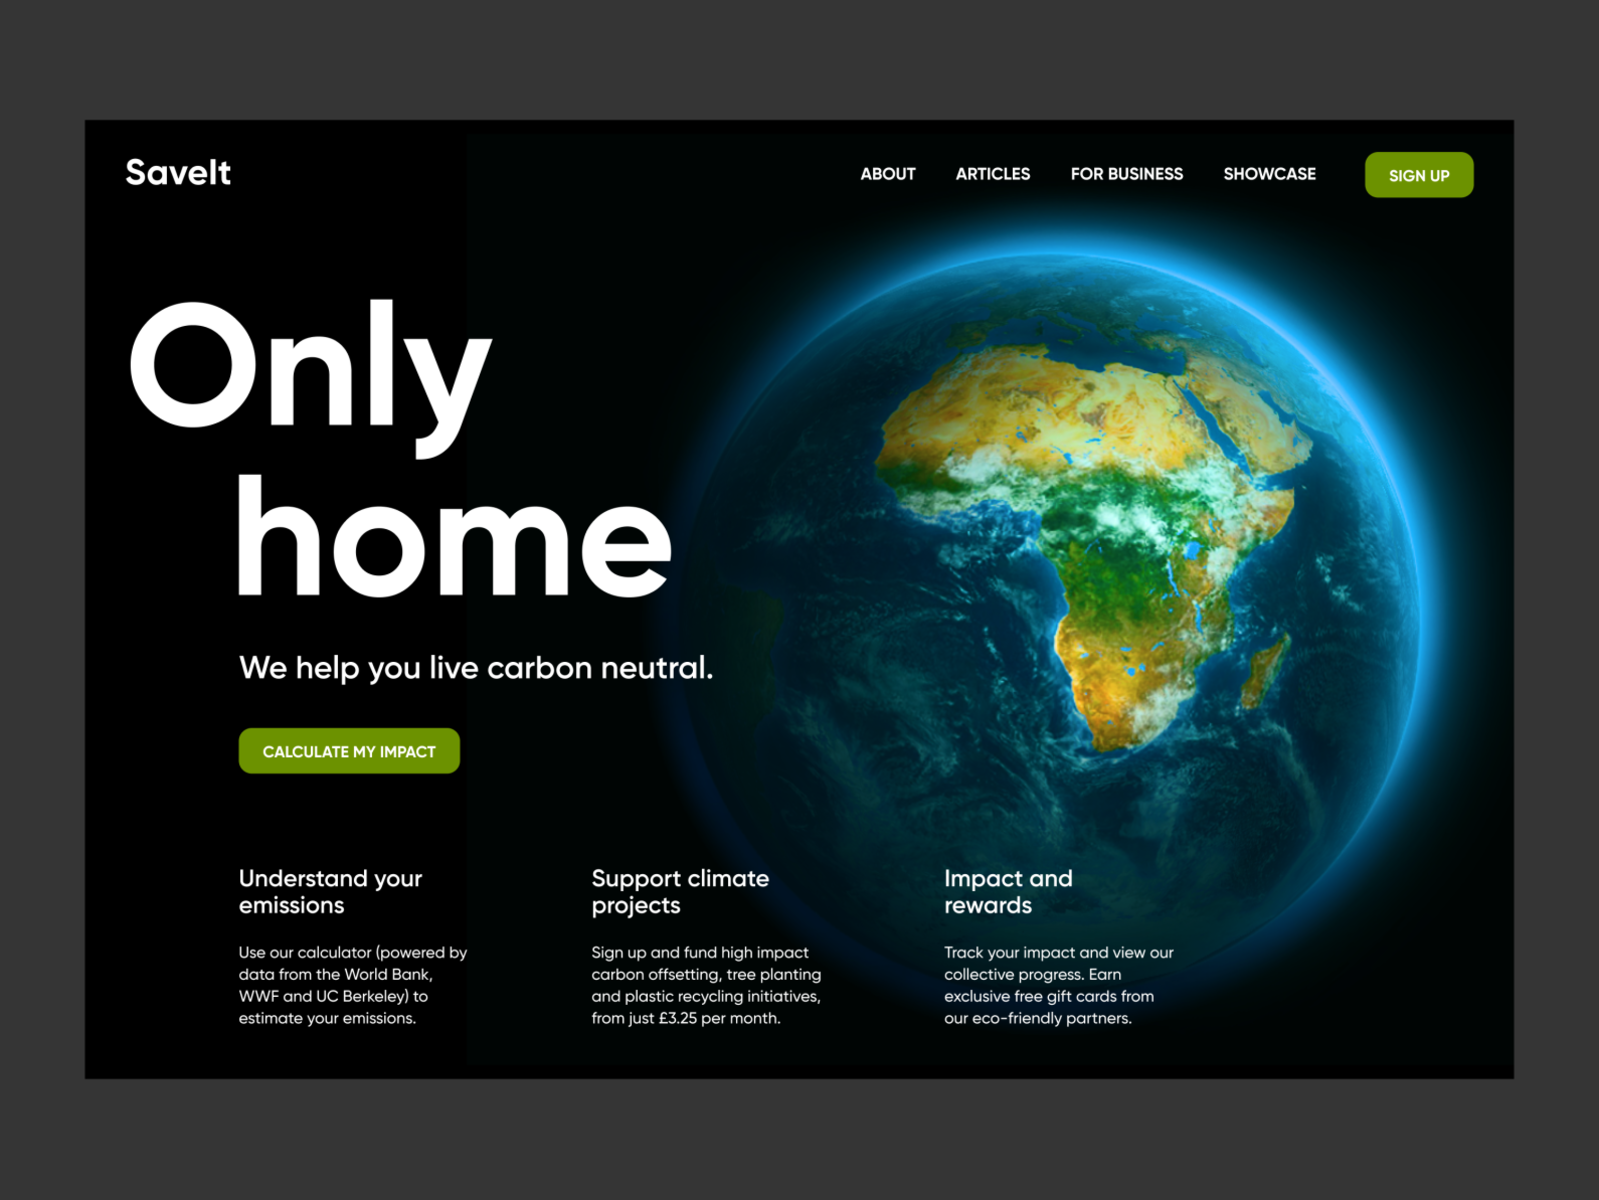 SaveIt
ABOUT
ARTICLES
FOR BUSINESS
SHOWCASE
SIGN UP
Only
home
We help you live carbon neutral.
CALCULATE MY IMPACT
Understand your
emissions
Use our calculator (powered by
data from the World Bank,
WWF and UC Berkeley) to
estimate your emissions.
Support climate
projects
Sign up and fund high impact
carbon offsetting, tree planting
and plastic recycling initiatives,
from just £3.25 per month.
Impact and
rewards
Track your impact and view our
collective progress. Earn
exclusive free gift cards from
our eco-friendly partners.